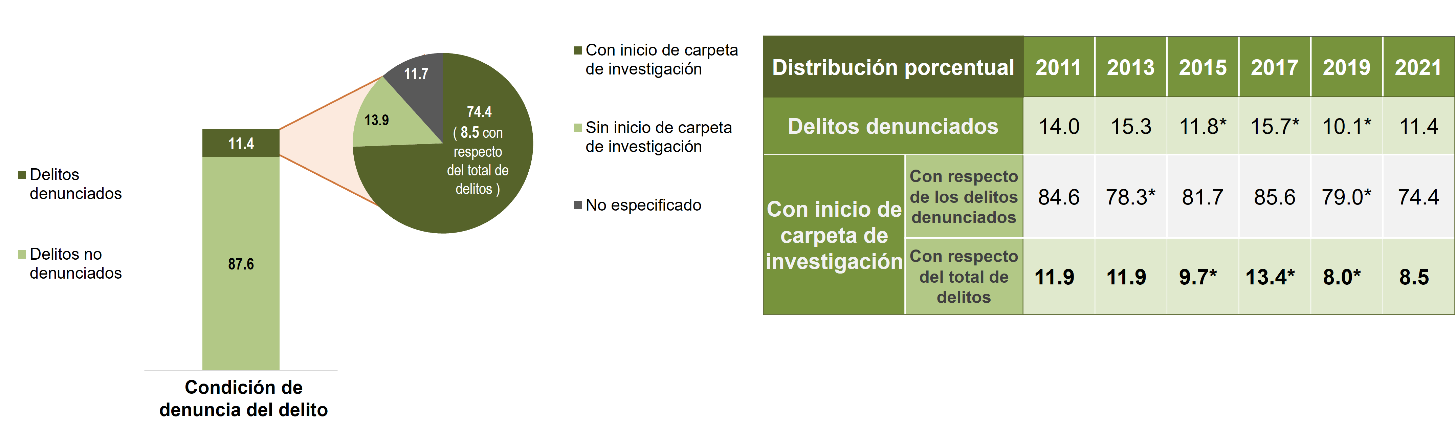 Delitos
denunciados
Delitos no
denunciados
11.4
87.6
Condición de
denuncia del delito
11.7
13.9
74.4
( 8.5 con
respecto
del total de
delitos )
Con inicio de carpeta
de investigación
Sin inicio de carpeta
de investigación
No especificado
Distribución porcentual 2011 2013 2015 2017 2019 2021
Delitos denunciados 14.0 15.3 11.8* 15.7* 10.1* 11.4
Con inicio de
carpeta de
investigación
Con respecto
de los delitos
denunciados
84.6 78.3* 81.7 85.6 79.0* 74.4
Con respecto
del total de
delitos
11.9 11.9 9.7* 13.4* 8.0* 8.5